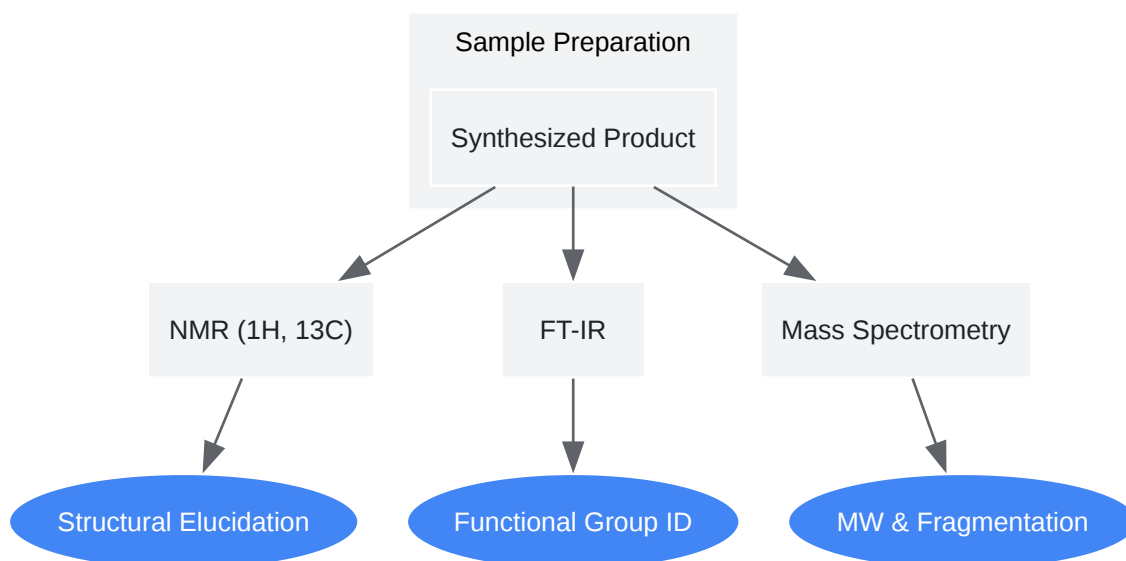 Sample Preparation
Synthesized Product
NMR (1H, 13C)
FT-IR
Mass Spectrometry
Structural Elucidation
Functional Group ID
MW & Fragmentation